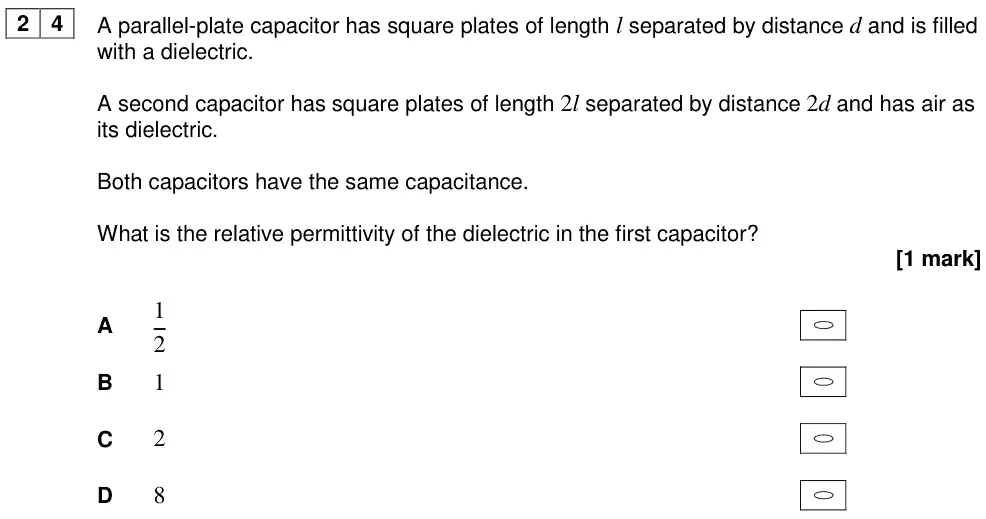 2 4 A parallel-plate capacitor has square plates of length l separated by distance d and is filled
with a dielectric.
A second capacitor has square plates of length 2l separated by distance 2d and has air as
its dielectric.
Both capacitors have the same capacitance.
What is the relative permittivity of the dielectric in the first capacitor?
[1 mark]
A 1/2
B 1
C 2
D 8